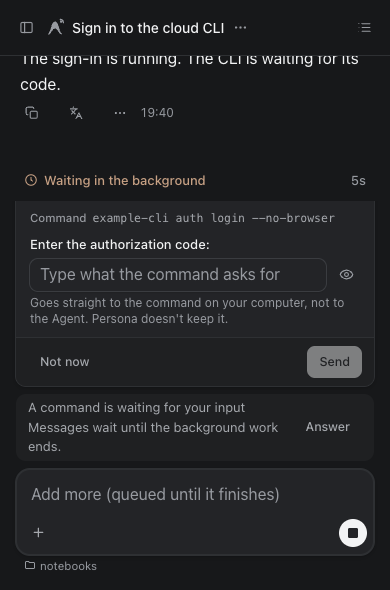 Sign in to the cloud CLI
The sign-in is running. The CLI is waiting for its
code.
19:40
Waiting in the background 5s
Command example-cli auth login --no-browser
Enter the authorization code:
Type what the command asks for
Goes straight to the command on your computer, not to
the Agent. Persona doesn't keep it.
Not now Send
A command is waiting for your input
Messages wait until the background work
ends.
Answer
Add more (queued until it finishes)
notebooks